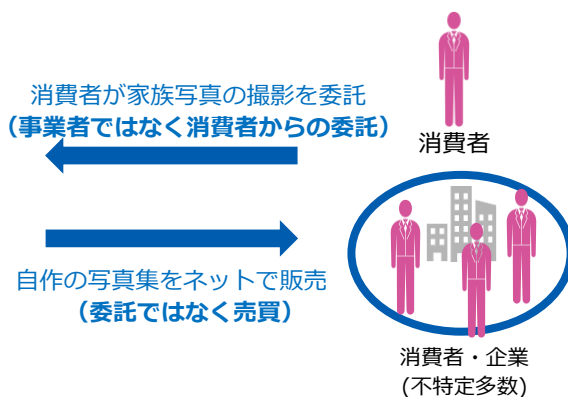 消費者が家族写真の撮影を委託
（事業者ではなく消費者からの委託）
消費者
自作の写真集をネットで販売
（委託ではなく売買）
消費者・企業
(不特定多数)